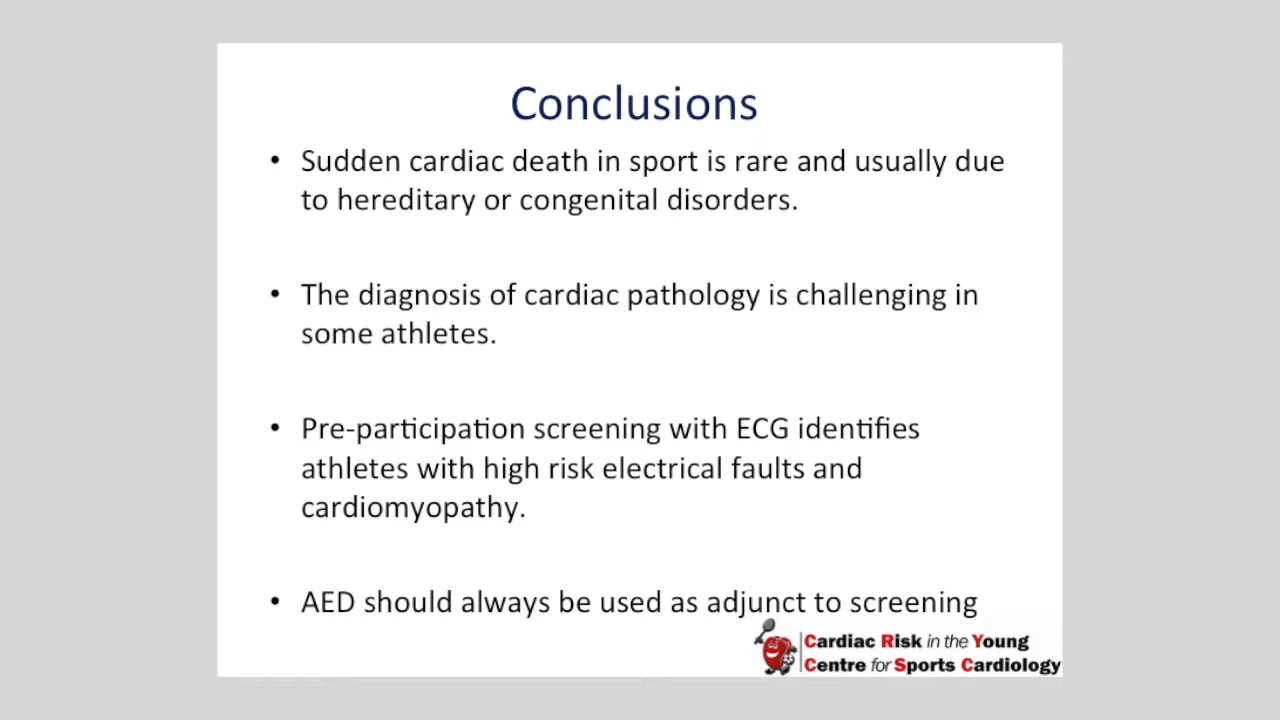 Conclusions
• Sudden cardiac death in sport is rare and usually due
to hereditary or congenital disorders.
• The diagnosis of cardiac pathology is challenging in
some athletes.
• Pre-participation screening with ECG identifies
athletes with high risk electrical faults and
cardiomyopathy.
• AED should always be used as adjunct to screening
Cardiac Risk in the Young
Centre for Sports Cardiology